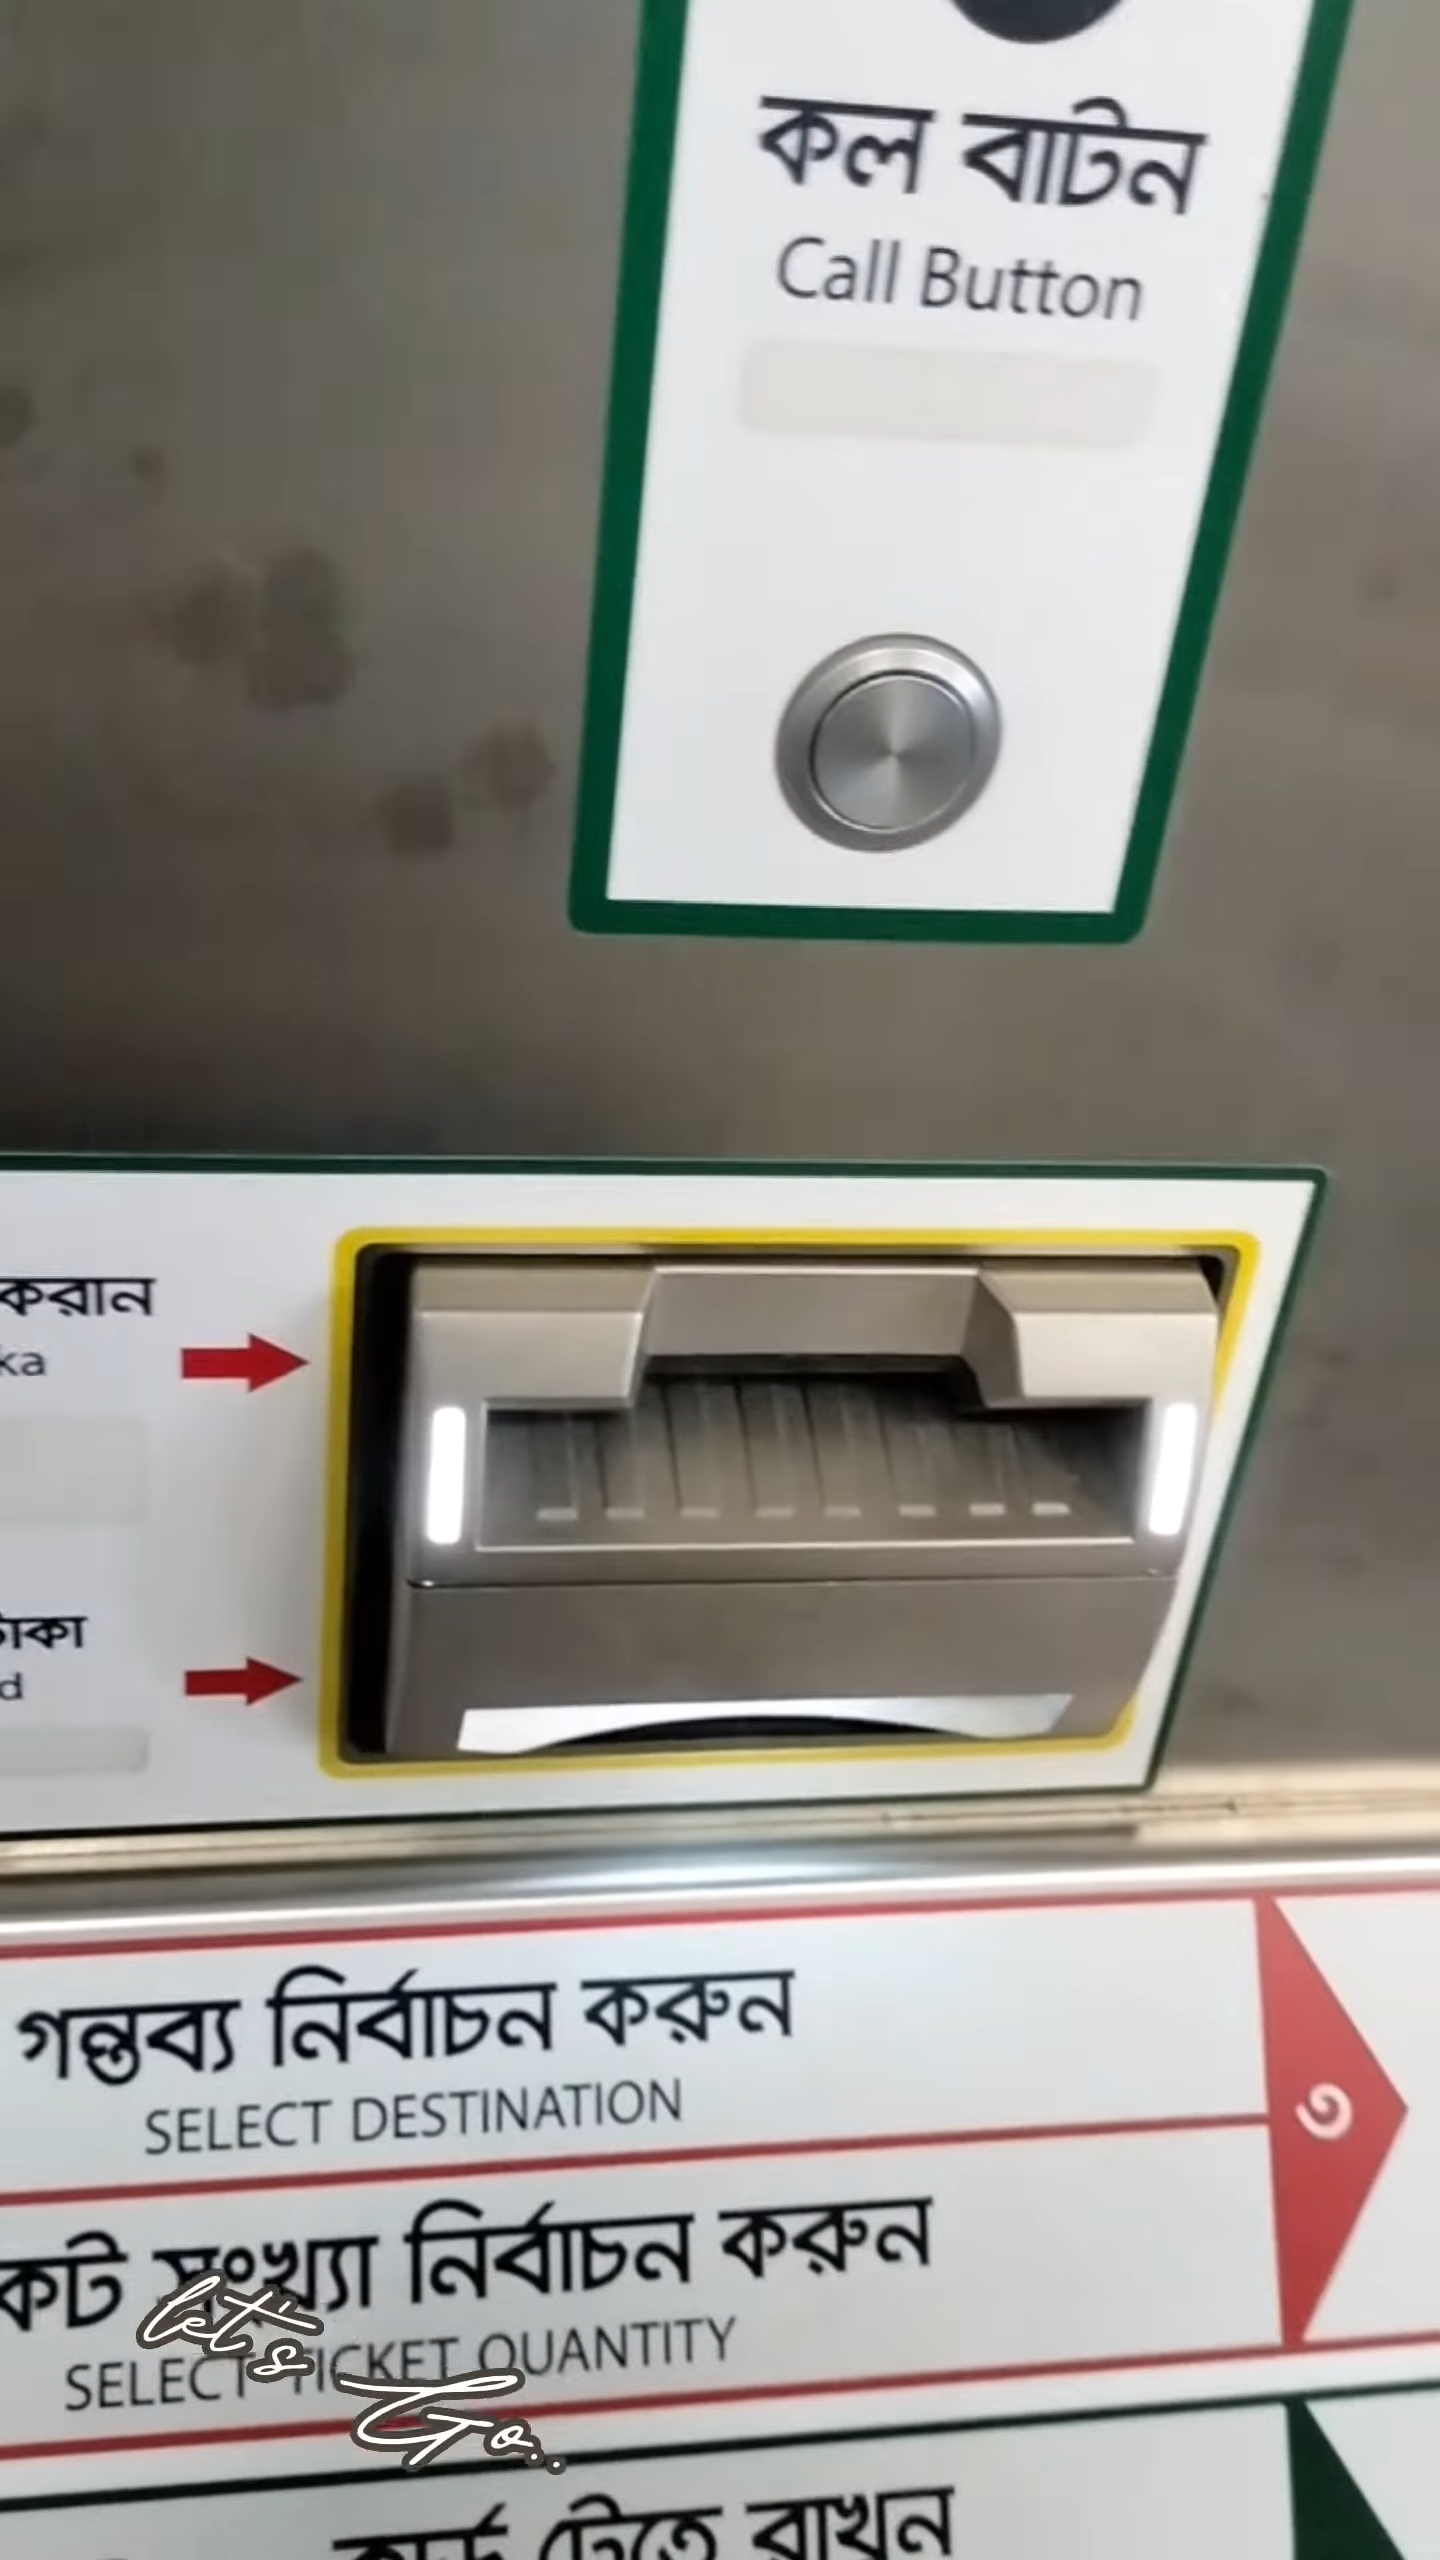 কল বাটন
Call Button
করান
ka
টাকা
d
গন্তব্য নির্বাচন করুন
SELECT DESTINATION
৩
কট সংখ্যা নির্বাচন করুন
SELECT TICKET QUANTITY
let's
Go..
কার্ড ট্রেতে রাখুন